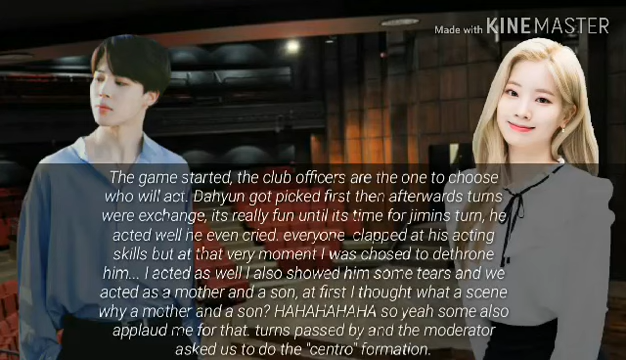 Made with KINEMASTER
The game started, the club officers are the one to choose
who will act. Dahyun got picked first then afterwards turns
were exchange, its really fun until its time for jimins turn, he
acted well he even cried. everyone clapped at his acting
skills but at that very moment I was chosed to dethrone
him... I acted as well I also showed him some tears and we
acted as a mother and a son, at first I thought what a scene
why a mother and a son? HAHAHAHAHA so yeah some also
applaud me for that. turns passed by and the moderator
asked us to do the "centro" formation.